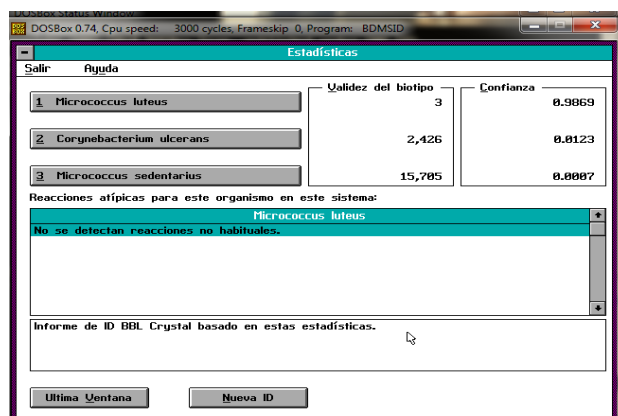 DOSBox Status Window
DOSBox 0.74, Cpu speed: 3000 cycles, Frameskip 0, Program: BDMSID
Estadísticas
Salir Ayuda
Validez del biotipo Confianza
1 Micrococcus luteus 3 0.9869
2 Corynebacterium ulcerans 2,426 0.0123
3 Micrococcus sedentarius 15,705 0.0007
Reacciones atípicas para este organismo en este sistema:
Micrococcus luteus
No se detectan reacciones no habituales.
Informe de ID BBL Crystal basado en estas estadísticas.
Ultima Ventana Nueva ID